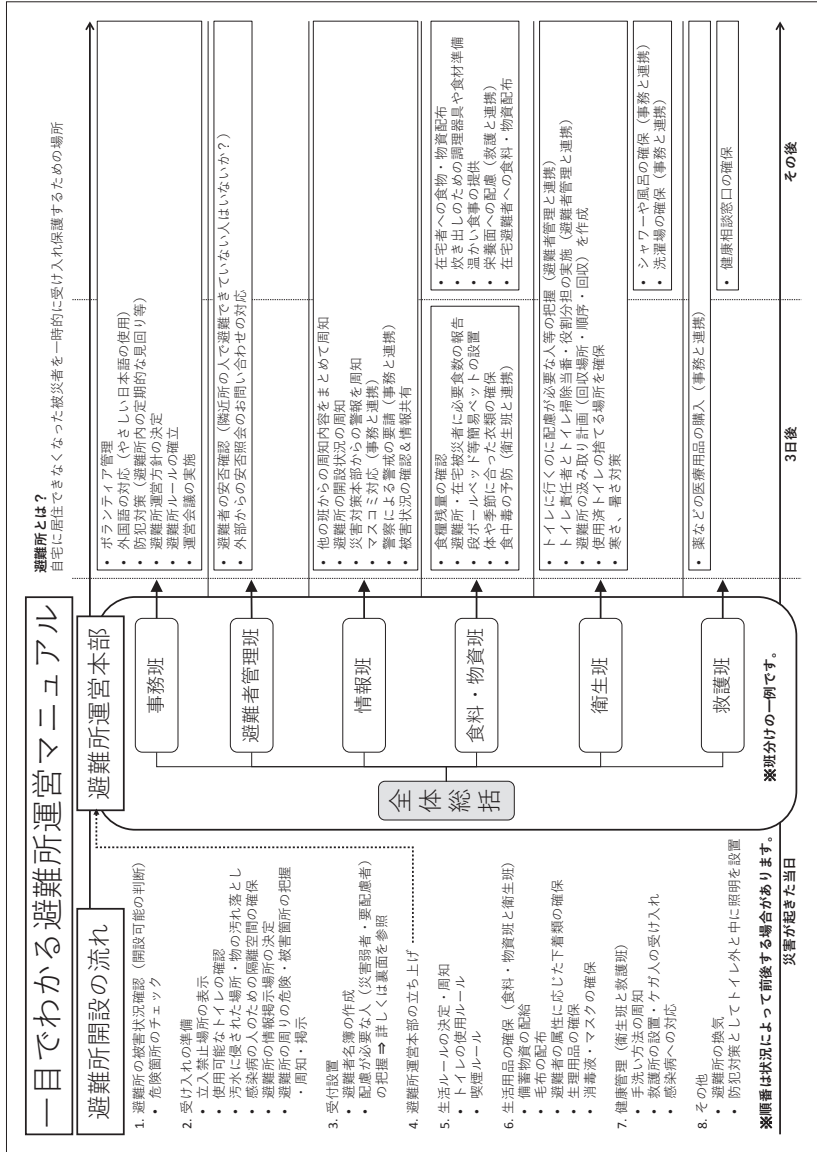 一目でわかる避難所運営マニュアル
避難所とは？
自宅に居住できなくなった被災者を一時的に受け入れ保護するための場所
避難所開設の流れ
1. 避難所の被害状況確認（開設可能の判断）
• 危険箇所のチェック
2. 受け入れの準備
• 立入禁止場所の表示
• 使用可能なトイレの確認
• 汚水に浸された場所・物の汚れ落とし
• 感染病の人のための隔離空間の確保
• 避難所の情報掲示場所の決定
• 避難所の周りの危険・被害箇所の把握
・周知・掲示
3. 受付設置
• 避難者名簿の作成
• 配慮が必要な人（災害弱者・要配慮者）
の把握⇒ 詳しくは裏面を参照
4. 避難所運営本部の立ち上げ
5. 生活ルールの決定・周知
• トイレの使用ルール
• 喫煙ルール
6. 生活用品の確保（食料・物資班と衛生班）
• 備蓄物資の配給
• 毛布の配布
• 避難者の属性に応じた下着類の確保
• 生理用品の確保
• 消毒液・マスクの確保
7. 健康管理（衛生班と救護班）
• 手洗い方法の周知
• 救護所の設置・ケガ人の受け入れ
• 感染病への対応
8. その他
• 避難所の換気
• 防犯対策としてトイレ外と中に照明を設置
※順番は状況によって前後する場合があります。
災害が起きた当日
避難所運営本部
全体総括
事務班
避難者管理班
情報班
食料・物資班
衛生班
救護班
※班分けの一例です。
• ボランティア管理
• 外国語の対応（やさしい日本語の使用）
• 防犯対策（避難所内の定期的な見回り等）
• 避難所運営方針の決定
• 避難所ルールの確立
• 運営会議の実施
• 避難者の安否確認（隣近所の人で避難できていない人はいないか？）
• 外部からの安否照会のお問い合わせの対応
• 他の班からの周知内容をまとめて周知
• 避難所の開設状況の周知
• 災害対策本部からの警報を周知
• マスコミ対応（事務と連携）
• 警察による警戒の要請（事務と連携）
• 被害状況の確認＆情報共有
• 食糧残量の確認
• 避難所・在宅被災者に必要食数の報告
• 段ボールベッド等簡易ベットの設置
• 体や季節に合った衣類の確保
• 食中毒の予防（衛生班と連携）
• 在宅者への食物・物資配布
• 炊き出しのための調理器具や食材準備
• 温かい食事の提供
• 栄養面への配慮（救護と連携）
• 在宅避難者への食料・物資配布
• トイレに行くのに配慮が必要な人等の把握（避難者管理と連携）
• トイレ責任者とトイレ掃除当番・役割分担の実施（避難者管理と連携）
• 避難所の汲み取り計画（回収場所・順序・回収）を作成
• 使用済トイレの捨てる場所を確保
• 寒さ、暑さ対策
• シャワーや風呂の確保（事務と連携）
• 洗濯場の確保（事務と連携）
• 薬などの医療用品の購入（事務と連携）
• 健康相談窓口の確保
3日後
その後